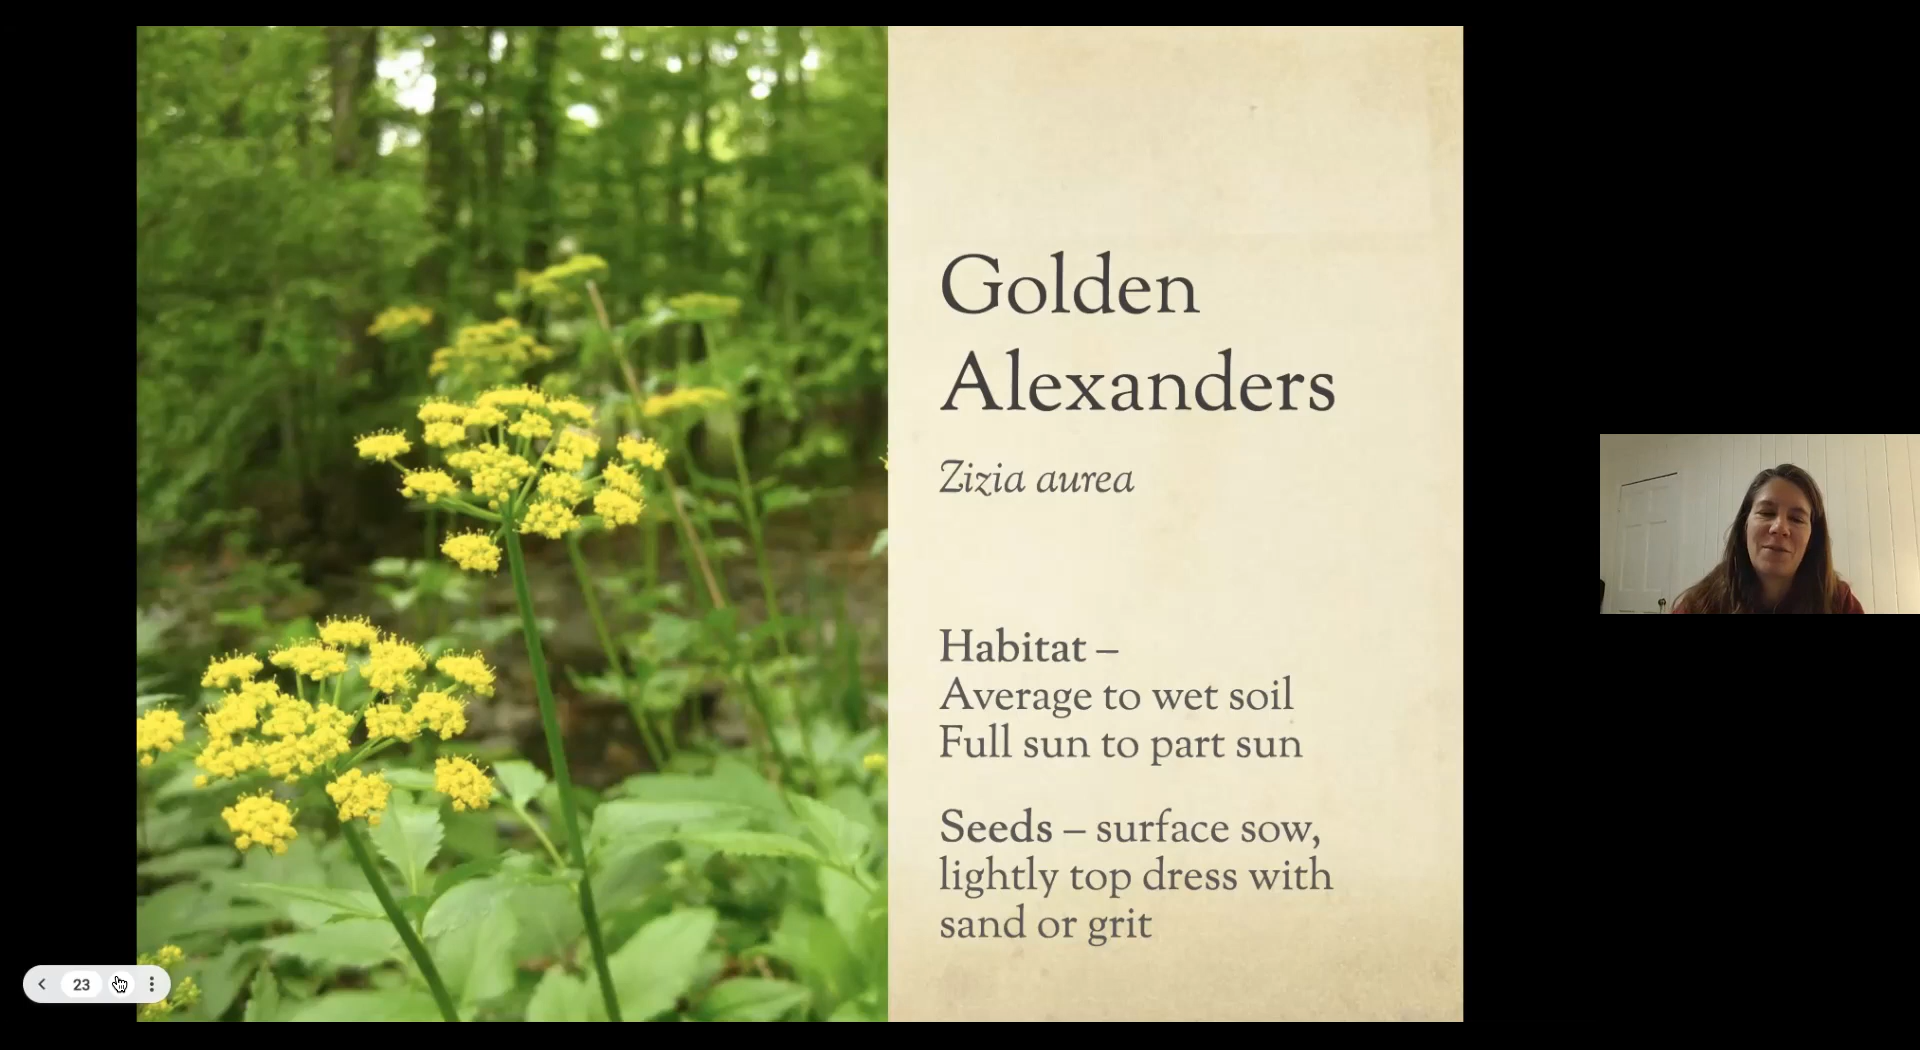 Golden
Alexanders
Zizia aurea
Habitat –
Average to wet soil
Full sun to part sun
Seeds – surface sow,
lightly top dress with
sand or grit
23